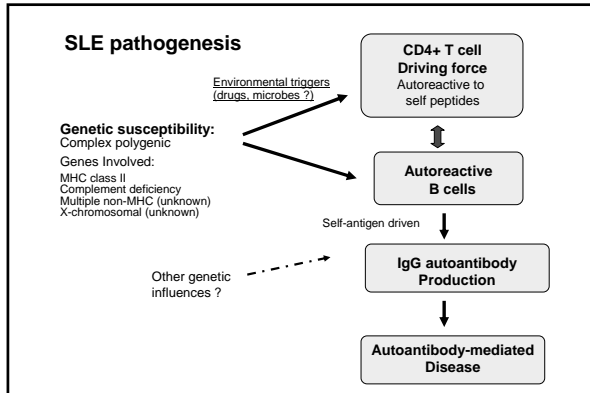 SLE pathogenesis
CD4+ T cell
Driving force
Autoreactive to
self peptides
Environmental triggers
(drugs, microbes ?)
Genetic susceptibility:
Complex polygenic
Genes Involved:
MHC class II
Complement deficiency
Multiple non-MHC (unknown)
X-chromosomal (unknown)
Autoreactive
B cells
Self-antigen driven
IgG autoantibody
Production
Other genetic
influences ?
Autoantibody-mediated
Disease